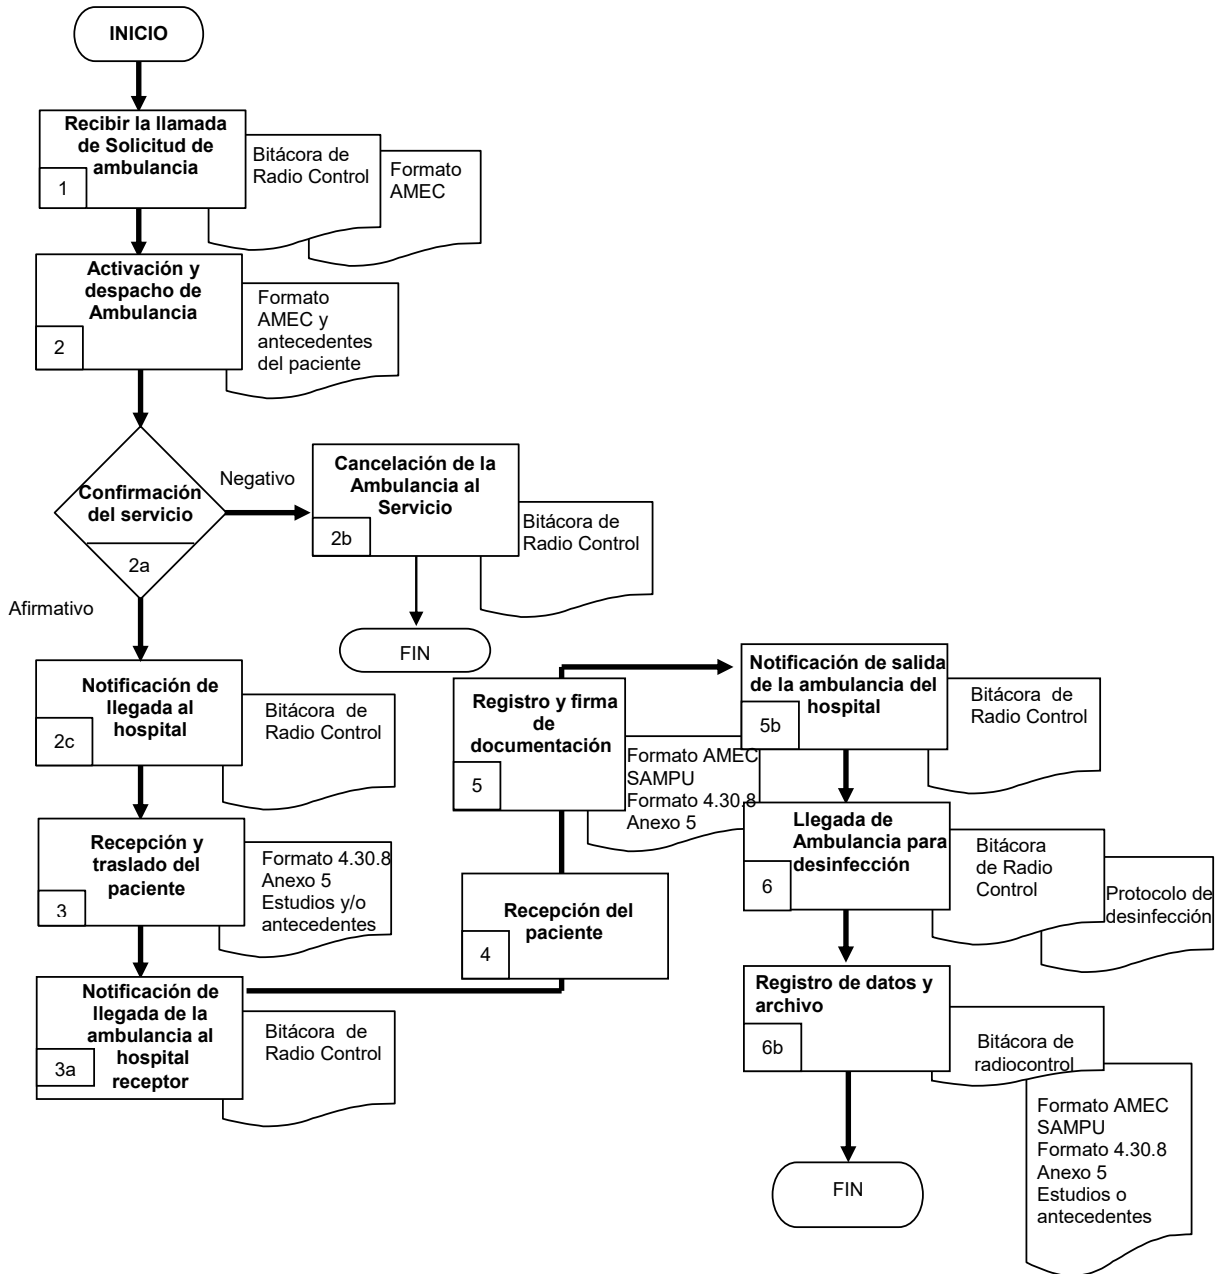 INICIO
Recibir la llamada
de Solicitud de
ambulancia
1
Bitácora de
Radio Control
Formato
AMEC
Activación y
despacho de
Ambulancia
2
Formato
AMEC y
antecedentes
del paciente
Confirmación
del servicio
2a
Negativo
Cancelación de la
Ambulancia al
Servicio
2b
Bitácora de
Radio Control
FIN
Afirmativo
Notificación de
llegada al
hospital
2c
Bitácora de
Radio Control
Recepción y
traslado del
paciente
3
Formato 4.30.8
Anexo 5
Estudios y/o
antecedentes
Notificación de
llegada de la
ambulancia al
hospital
receptor
3a
Bitácora de
Radio Control
Recepción del
paciente
4
Registro y firma
de
documentación
5
Formato AMEC
SAMPU
Formato 4.30.8
Anexo 5
Notificación de salida
de la ambulancia del
hospital
5b
Bitácora de
Radio Control
Llegada de
Ambulancia para
desinfección
6
Bitácora
de Radio
Control
Protocolo de
desinfección
Registro de datos y
archivo
6b
Bitácora de
radiocontrol
Formato AMEC
SAMPU
Formato 4.30.8
Anexo 5
Estudios o
antecedentes
FIN